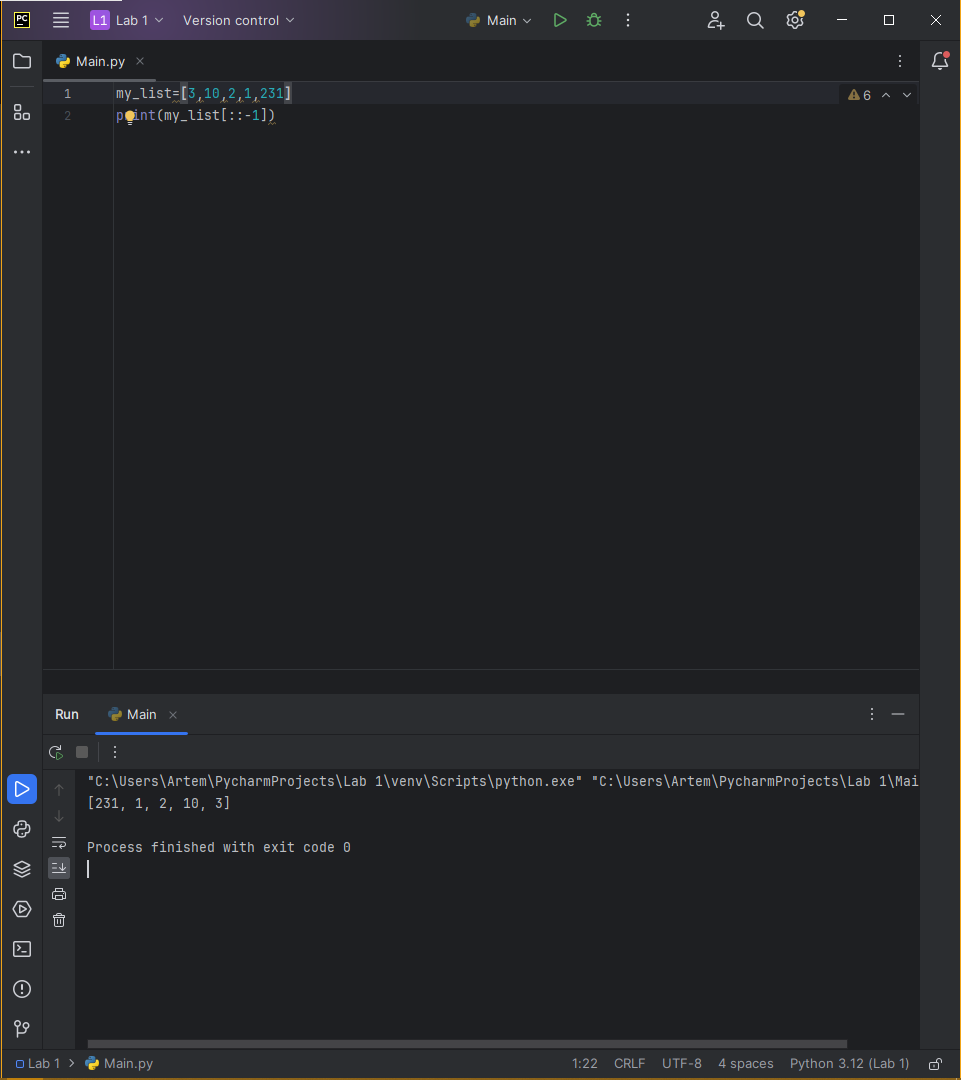 PC L1 Lab 1 Version control Main
Main.py
6
1 my_list=[3,10,2,1,231]
2 print(my_list[::-1])
Run Main
"C:\Users\Artem\PycharmProjects\Lab 1\venv\Scripts\python.exe" "C:\Users\Artem\PycharmProjects\Lab 1\Mai
[231, 1, 2, 10, 3]
Process finished with exit code 0
Lab 1 > Main.py 1:22 CRLF UTF-8 4 spaces Python 3.12 (Lab 1)